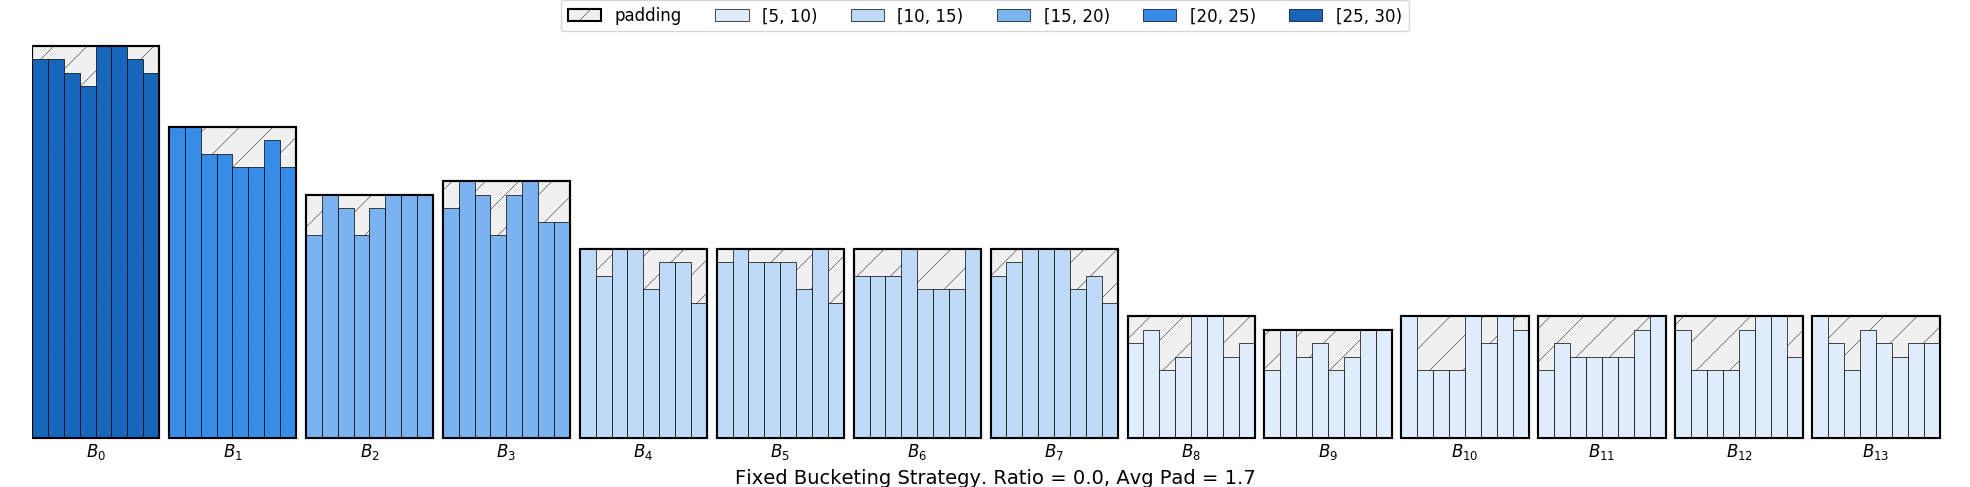 padding [5, 10) [10, 15) [15, 20) [20, 25) [25, 30)
B0 B1 B2 B3 B4 B5 B6 B7 B8 B9 B10 B11 B12 B13
Fixed Bucketing Strategy. Ratio = 0.0, Avg Pad = 1.7